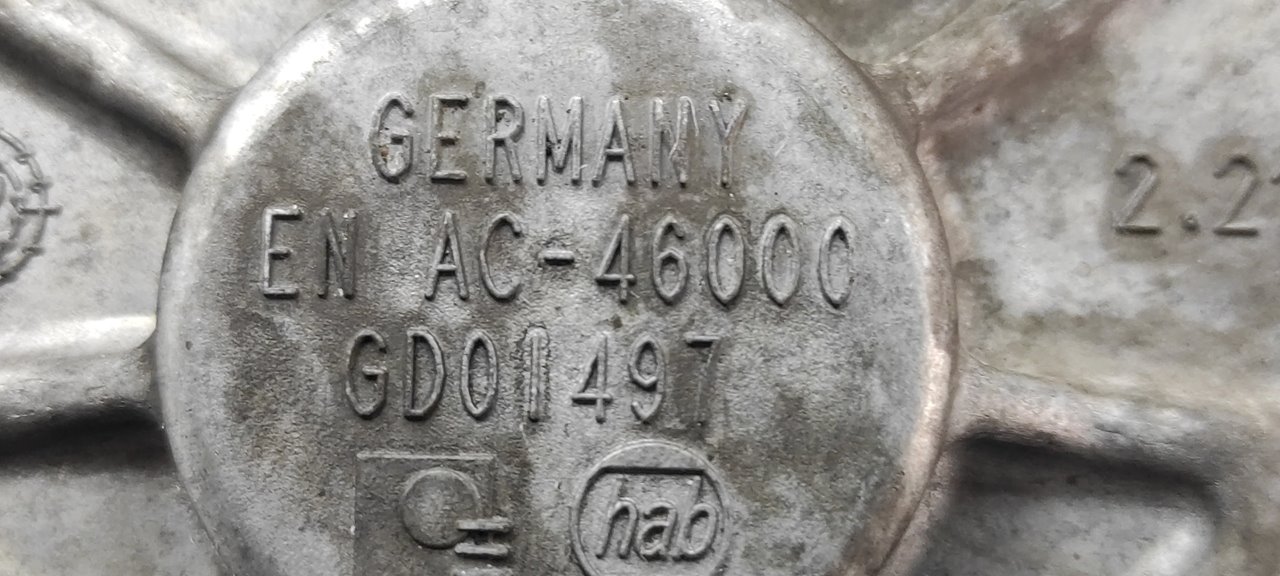 GERMANY
EN AC-46000
GD01497
hab
2.2